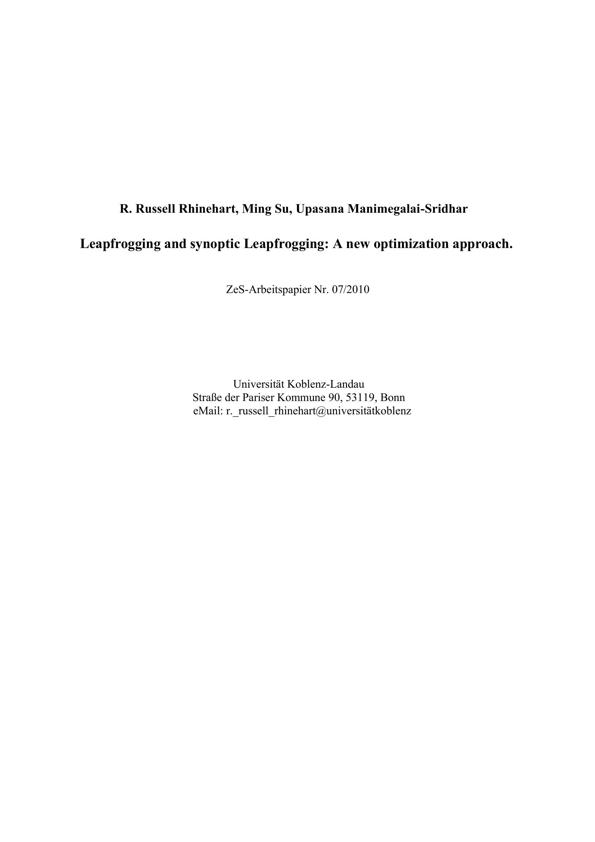 R. Russell Rhinehart, Ming Su, Upasana Manimegalai-Sridhar
Leapfrogging and synoptic Leapfrogging: A new optimization approach.
ZeS-Arbeitspapier Nr. 07/2010
Universität Koblenz-Landau
Straße der Pariser Kommune 90, 53119, Bonn
eMail: r._russell_rhinehart@universitätkoblenz